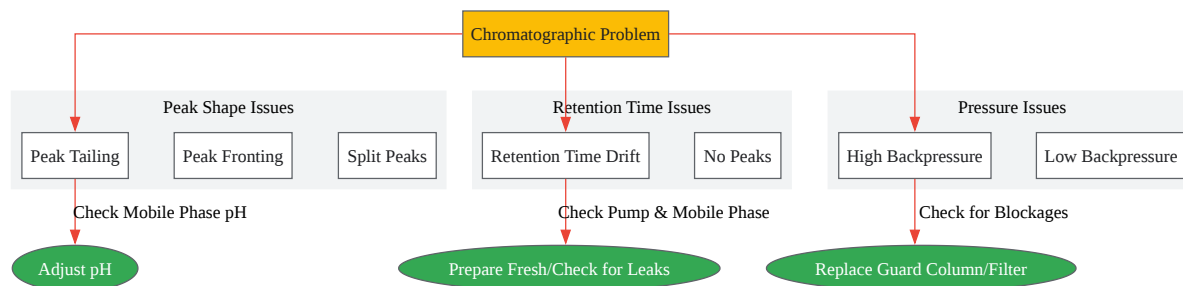 Chromatographic Problem
Peak Shape Issues
Retention Time Issues
Pressure Issues
Peak Tailing
Peak Fronting
Split Peaks
Retention Time Drift
No Peaks
High Backpressure
Low Backpressure
Check Mobile Phase pH
Check Pump & Mobile Phase
Check for Blockages
Adjust pH
Prepare Fresh/Check for Leaks
Replace Guard Column/Filter